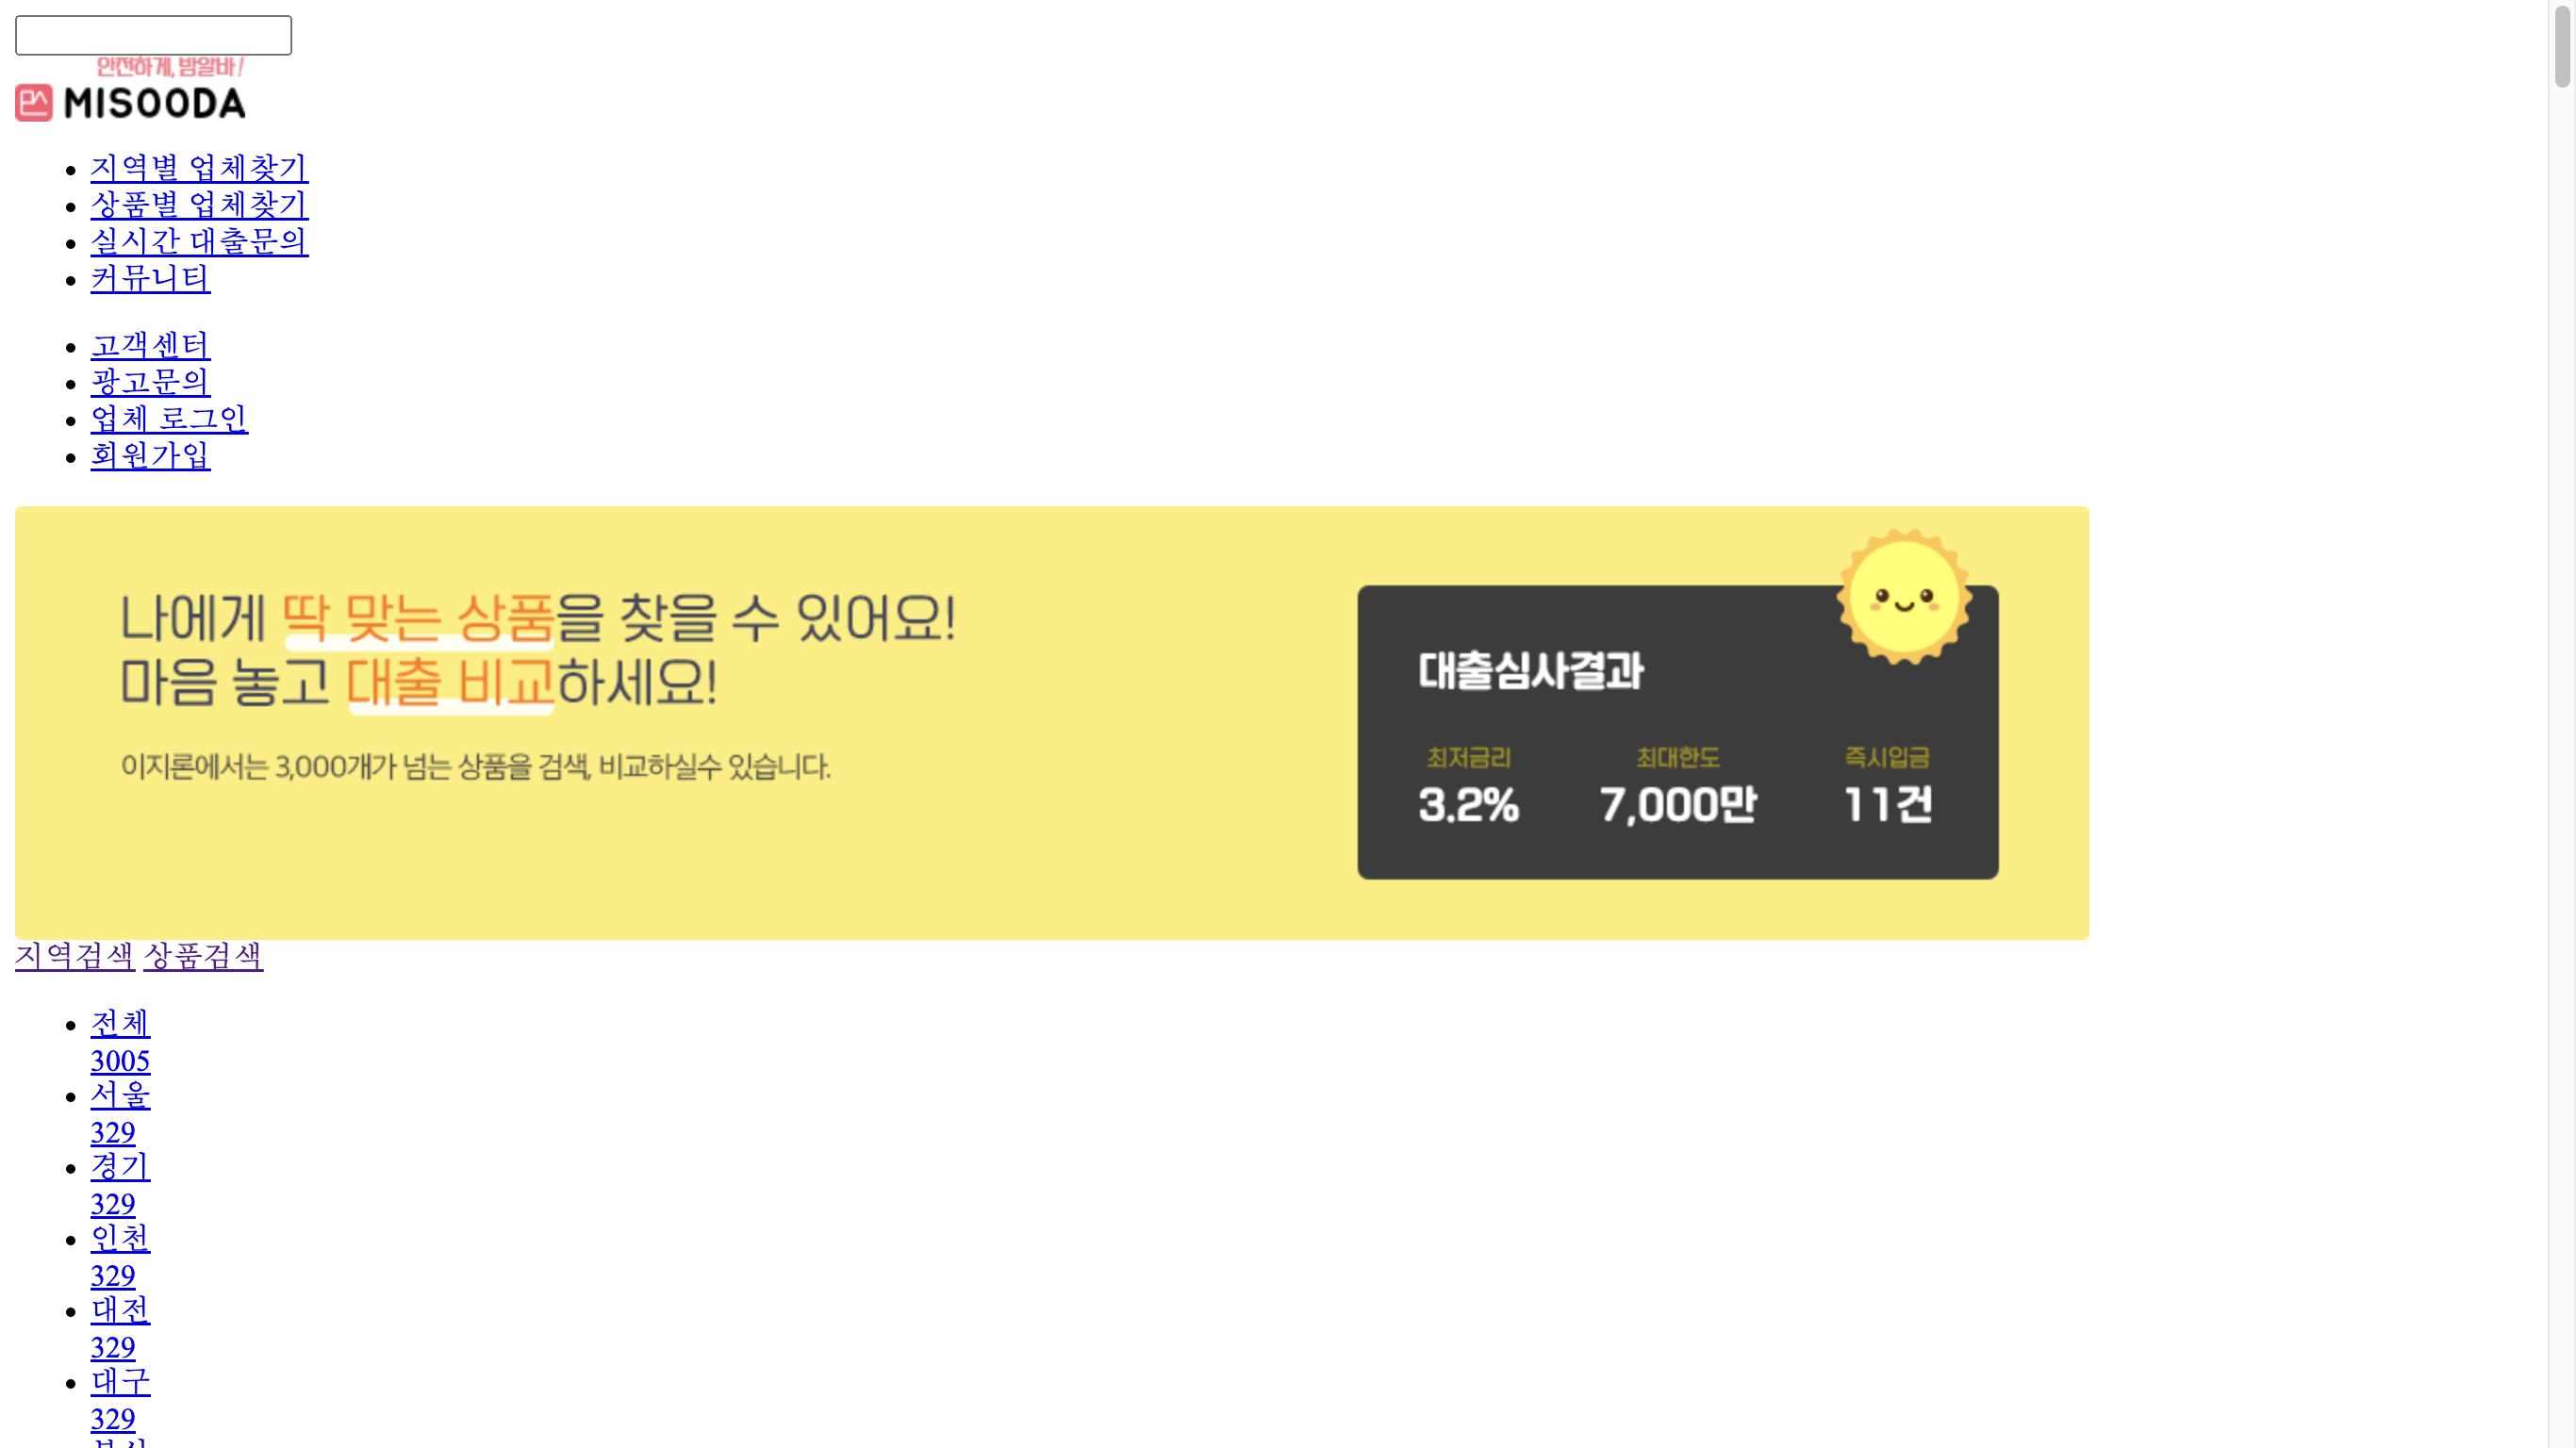 안전하게, 밤알바!
MISOODA
지역별 업체찾기
상품별 업체찾기
실시간 대출문의
커뮤니티
고객센터
광고문의
업체 로그인
회원가입
나에게 딱 맞는 상품을 찾을 수 있어요!
마음 놓고 대출 비교하세요!
이지론에서는 3,000개가 넘는 상품을 검색, 비교하실수 있습니다.
대출심사결과
최저금리 최대한도 즉시입금
3.2% 7,000만 11건
지역검색 상품검색
전체
3005
서울
329
경기
329
인천
329
대전
329
대구
329